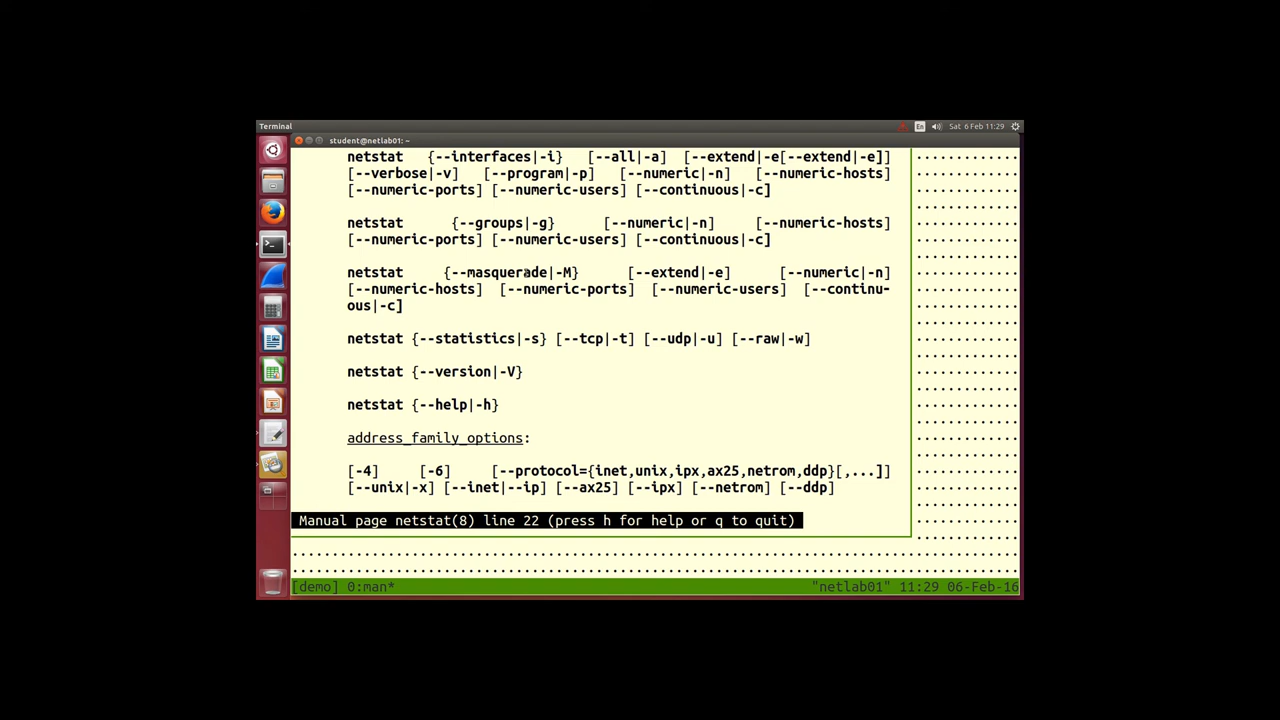 Terminal
En
Sat 6 Feb 11:29
student@netlab01: ~
netstat {--interfaces|-i} [--all|-a] [--extend|-e[--extend|-e]]
[--verbose|-v] [--program|-p] [--numeric|-n] [--numeric-hosts]
[--numeric-ports] [--numeric-users] [--continuous|-c]
netstat {--groups|-g} [--numeric|-n] [--numeric-hosts]
[--numeric-ports] [--numeric-users] [--continuous|-c]
netstat {--masquerade|-M} [--extend|-e] [--numeric|-n]
[--numeric-hosts] [--numeric-ports] [--numeric-users] [--continu-
ous|-c]
netstat {--statistics|-s} [--tcp|-t] [--udp|-u] [--raw|-w]
netstat {--version|-V}
netstat {--help|-h}
address_family_options:
[-4] [-6] [--protocol={inet,unix,ipx,ax25,netrom,ddp}[,...]]
[--unix|-x] [--inet|--ip] [--ax25] [--ipx] [--netrom] [--ddp]
Manual page netstat(8) line 22 (press h for help or q to quit)
[demo] 0:man* "netlab01" 11:29 06-Feb-16